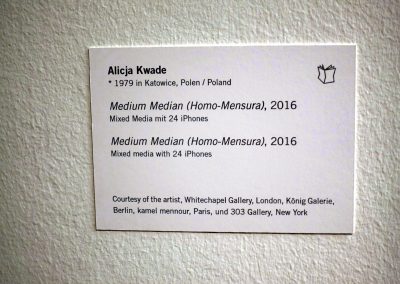 Alicja Kwade
* 1979 in Katowice, Polen / Poland
Medium Median (Homo-Mensura), 2016
Mixed Media mit 24 iPhones
Medium Median (Homo-Mensura), 2016
Mixed media with 24 iPhones
Courtesy of the artist, Whitechapel Gallery, London, König Galerie,
Berlin, kamel mennour, Paris, und 303 Gallery, New York